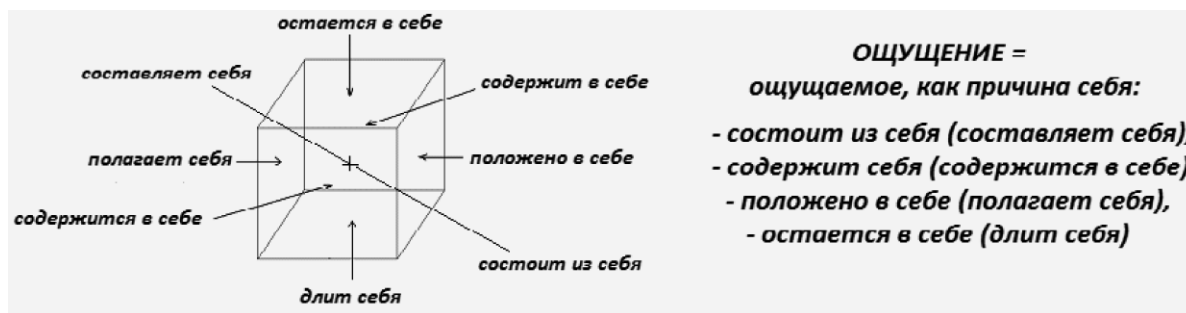 остается в себе
составляет себя
содержит в себе
полагает себя
положено в себе
содержится в себе
состоит из себя
длит себя
ОЩУЩЕНИЕ =
ощущаемое, как причина себя:
- состоит из себя (составляет себя),
- содержит себя (содержится в себе)
- положено в себе (полагает себя),
- остается в себе (длит себя)